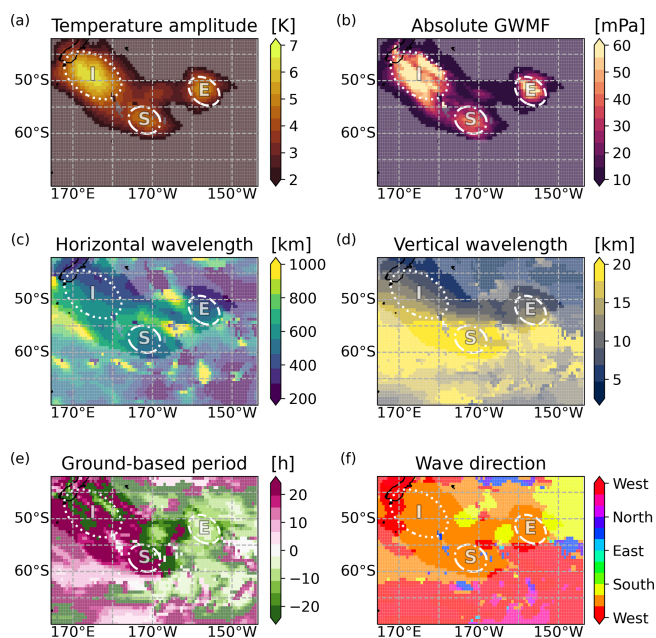 (a) Temperature amplitude [K]
50°S
60°S
170°E 170°W 150°W
I
E
S
7
6
5
4
3
2
(b) Absolute GWMF [mPa]
50°S
60°S
170°E 170°W 150°W
I
E
S
60
50
40
30
20
10
(c) Horizontal wavelength [km]
50°S
60°S
170°E 170°W 150°W
I
E
S
1000
800
600
400
200
(d) Vertical wavelength [km]
50°S
60°S
170°E 170°W 150°W
I
E
S
20
15
10
5
(e) Ground-based period [h]
50°S
60°S
170°E 170°W 150°W
I
E
S
20
10
0
−10
−20
(f) Wave direction
50°S
60°S
170°E 170°W 150°W
I
E
S
West
North
East
South
West